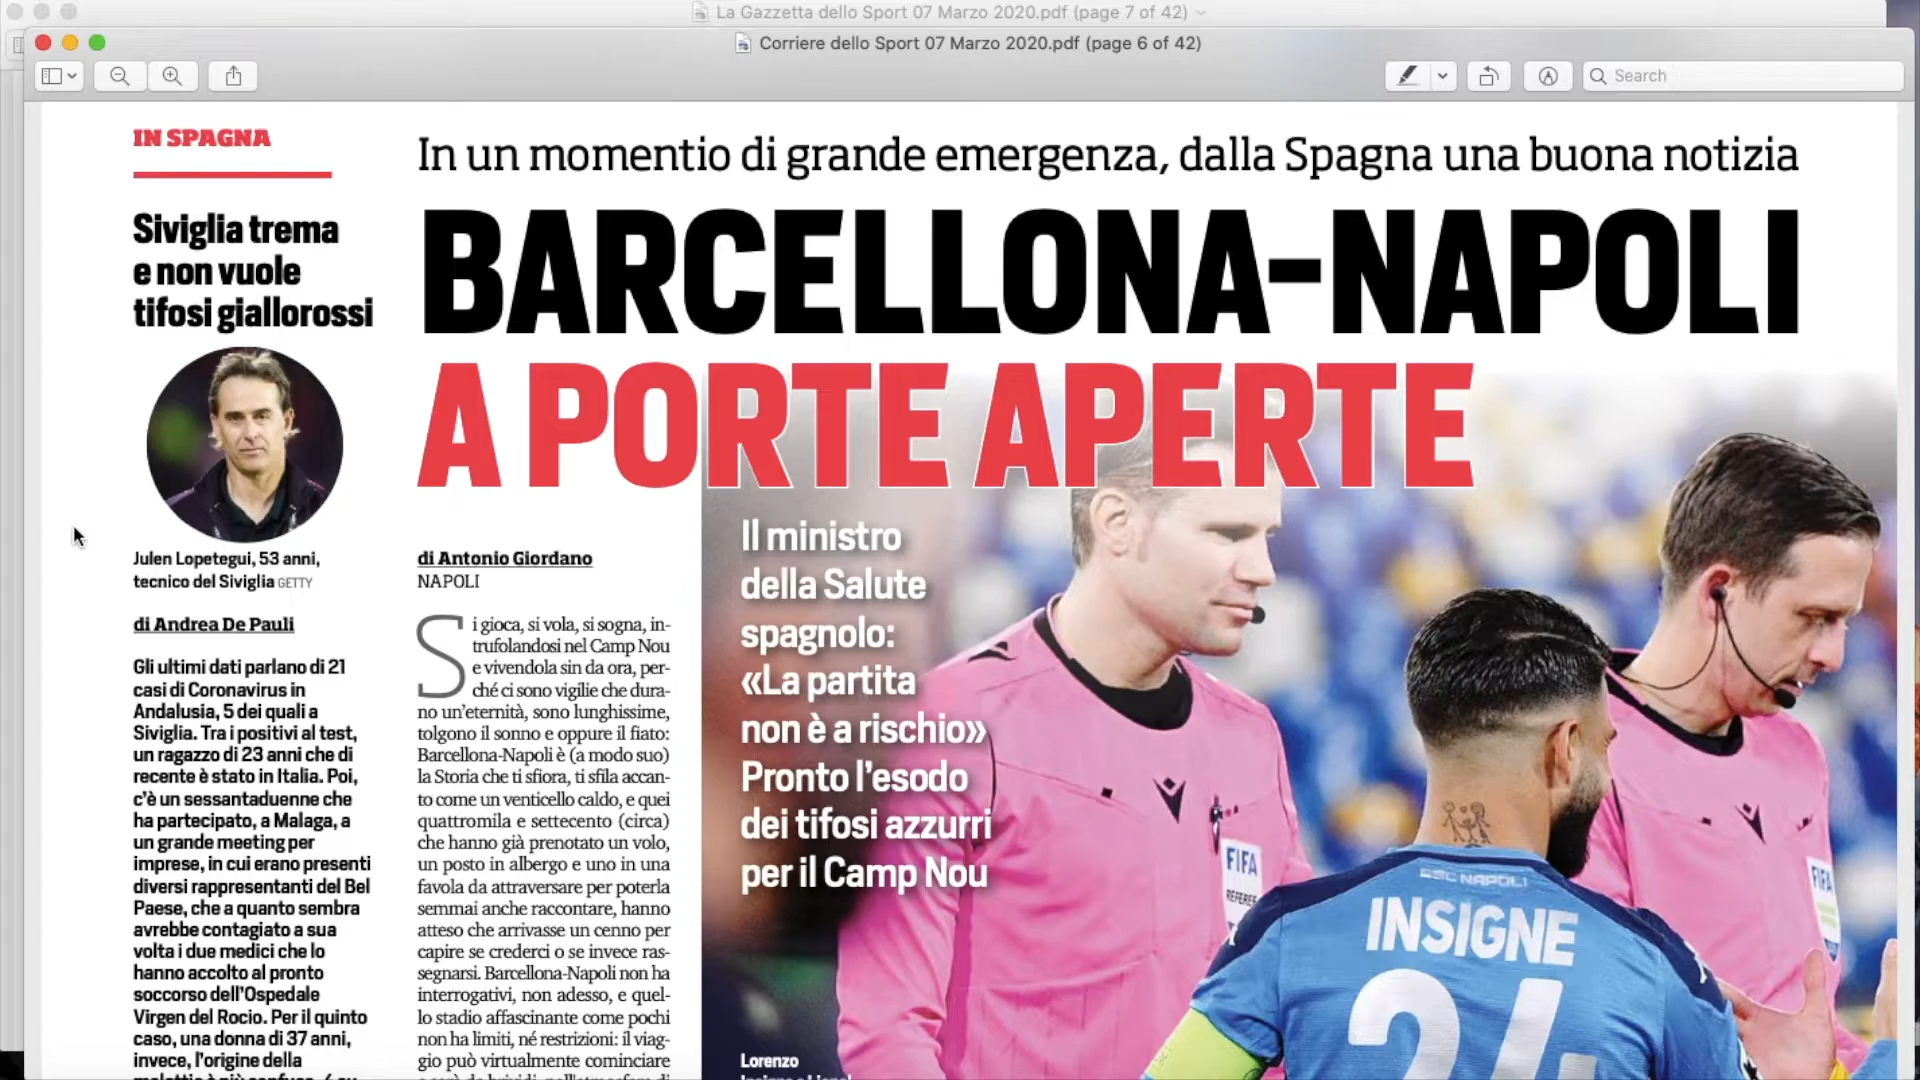 La Gazzetta dello Sport 07 Marzo 2020.pdf (page 7 of 42)
Corriere dello Sport 07 Marzo 2020.pdf (page 6 of 42)
Search
IN SPAGNA
Siviglia trema
e non vuole
tifosi giallorossi
Julen Lopetegui, 53 anni,
tecnico del Siviglia GETTY
di Andrea De Pauli
Gli ultimi dati parlano di 21
casi di Coronavirus in
Andalusia, 5 dei quali a
Siviglia. Tra i positivi al test,
un ragazzo di 23 anni che di
recente è stato in Italia. Poi,
c'è un sessantaduenne che
ha partecipato, a Malaga, a
un grande meeting per
imprese, in cui erano presenti
diversi rappresentanti del Bel
Paese, che a quanto sembra
avrebbe contagiato a sua
volta i due medici che lo
hanno accolto al pronto
soccorso dell'Ospedale
Virgen del Rocio. Per il quinto
caso, una donna di 37 anni,
invece, l'origine della
In un momentio di grande emergenza, dalla Spagna una buona notizia
BARCELLONA-NAPOLI
A PORTE APERTE
di Antonio Giordano
NAPOLI
Si gioca, si vola, si sogna, in-
trufolandosi nel Camp Nou
e vivendola sin da ora, per-
ché ci sono vigilie che dura-
no un'eternità, sono lunghissime,
tolgono il sonno e oppure il fiato:
Barcellona-Napoli è (a modo suo)
la Storia che ti sfiora, ti sfila accan-
to come un venticello caldo, e quei
quattromila e settecento (circa)
che hanno già prenotato un volo,
un posto in albergo e uno in una
favola da attraversare per poterla
semmai anche raccontare, hanno
atteso che arrivasse un cenno per
capire se crederci o se invece ras-
segnarsi. Barcellona-Napoli non ha
interrogativi, non adesso, e quel-
lo stadio affascinante come pochi
non ha limiti, né restrizioni: il viag-
gio può virtualmente cominciare
Il ministro
della Salute
spagnolo:
«La partita
non è a rischio»
Pronto l'esodo
dei tifosi azzurri
per il Camp Nou
FIFA
REFEREE
FIFA
SSC NAPOLI
INSIGNE
24
Lorenzo